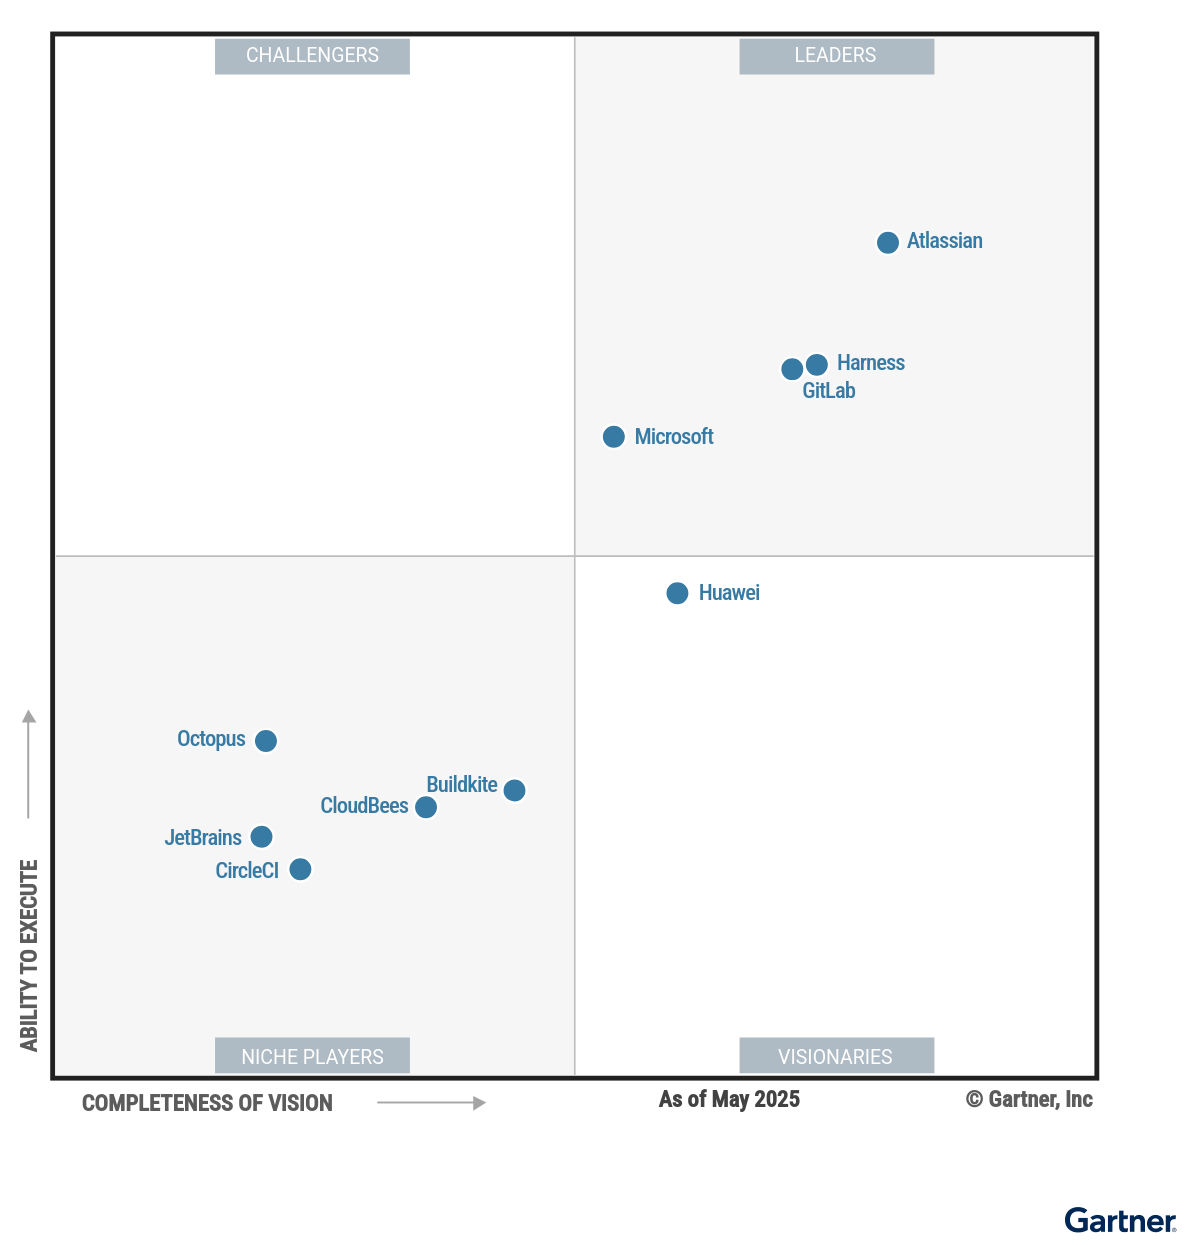 CHALLENGERS
LEADERS
Atlassian
Harness
GitLab
Microsoft
Huawei
Octopus
Buildkite
CloudBees
JetBrains
CircleCI
ABILITY TO EXECUTE
NICHE PLAYERS
VISIONARIES
COMPLETENESS OF VISION
As of May 2025
© Gartner, Inc
Gartner®